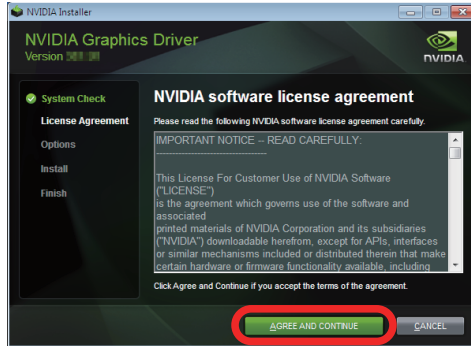 NVIDIA Installer
NVIDIA Graphics Driver
Version
NVIDIA
System Check
License Agreement
Options
Install
Finish
NVIDIA software license agreement
Please read the following NVIDIA software license agreement carefully.
IMPORTANT NOTICE -- READ CAREFULLY:
-----------------------------------
This License For Customer Use of NVIDIA Software
("LICENSE")
is the agreement which governs use of the software and
associated
printed materials of NVIDIA Corporation and its subsidiaries
("NVIDIA") downloadable herefrom, except for APIs, interfaces
or similar mechanisms included or distributed therein that make
certain hardware or firmware functionality available, including
Click Agree and Continue if you accept the terms of the agreement.
AGREE AND CONTINUE
CANCEL